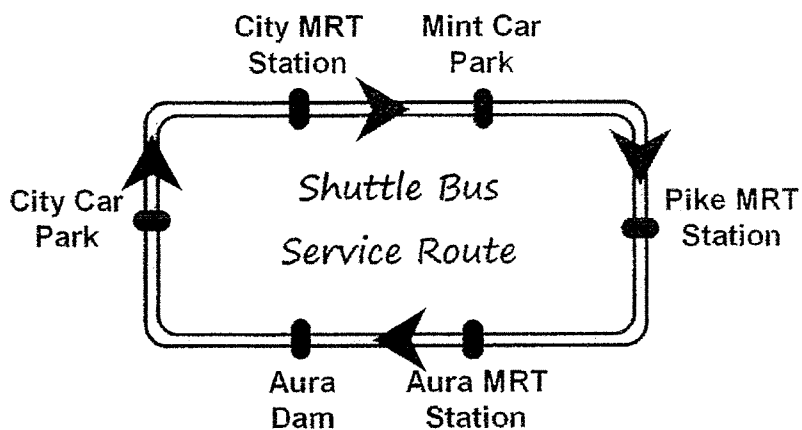 City MRT
Station
Mint Car
Park
City Car
Park
Shuttle Bus
Service Route
Pike MRT
Station
Aura
Dam
Aura MRT
Station